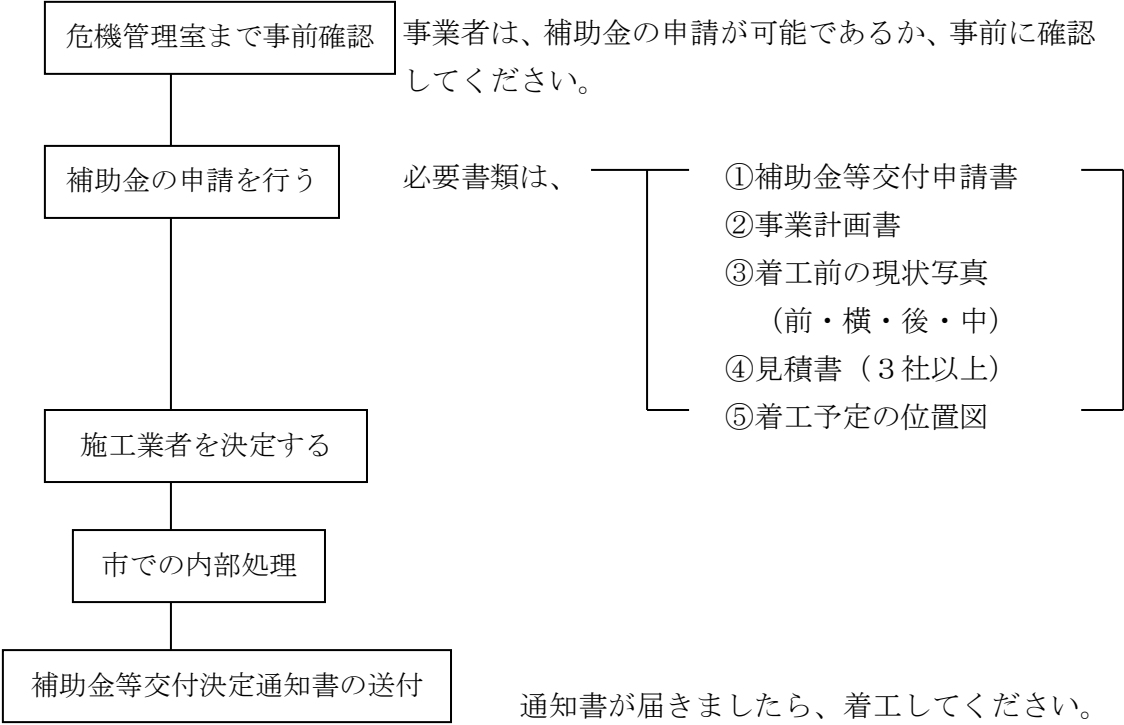 危機管理室まで事前確認
事業者は、補助金の申請が可能であるか、事前に確認
してください。
補助金の申請を行う
必要書類は、
①補助金等交付申請書
②事業計画書
③着工前の現状写真
（前・横・後・中）
④見積書（３社以上）
⑤着工予定の位置図
施工業者を決定する
市での内部処理
補助金等交付決定通知書の送付
通知書が届きましたら、着工してください。